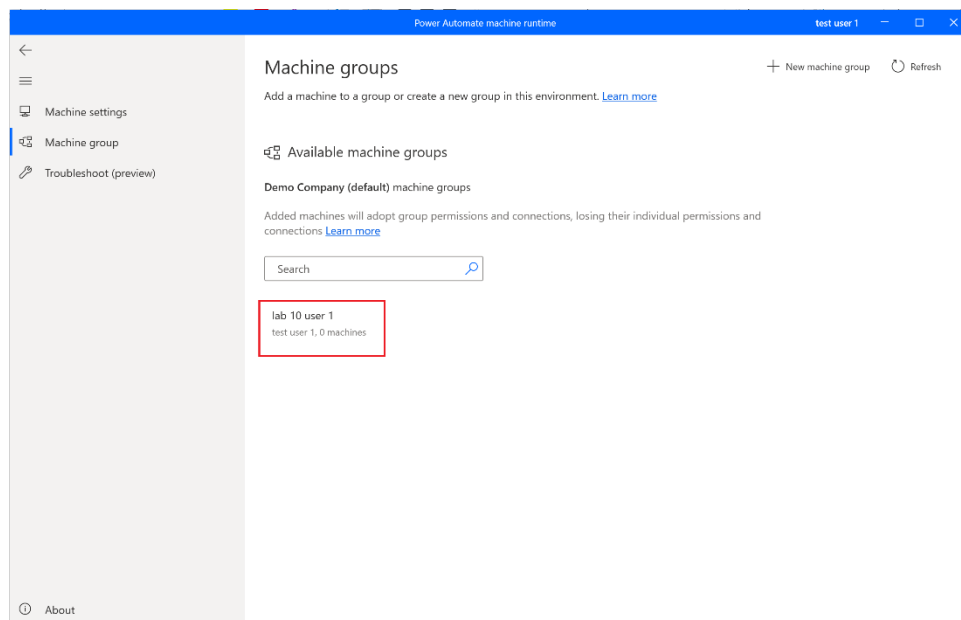 Power Automate machine runtime
test user 1
Machine settings
Machine group
Troubleshoot (preview)
About
Machine groups
New machine group
Refresh
Add a machine to a group or create a new group in this environment. Learn more
Available machine groups
Demo Company (default) machine groups
Added machines will adopt group permissions and connections, losing their individual permissions and
connections Learn more
Search
lab 10 user 1
test user 1, 0 machines